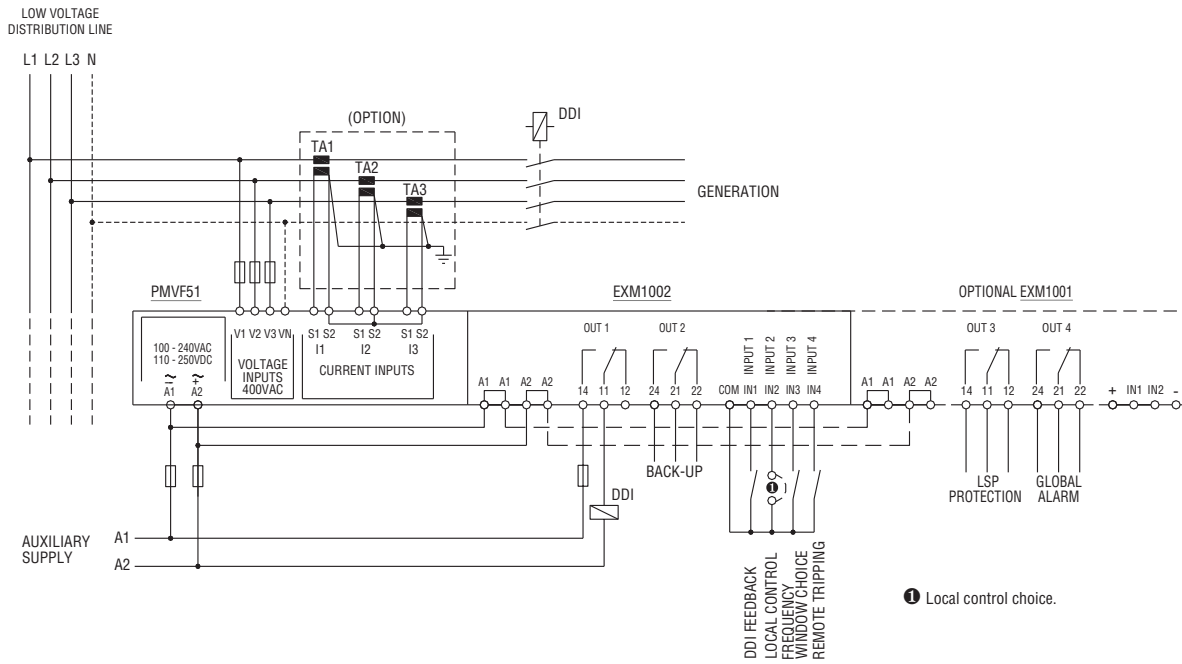 LOW VOLTAGE
DISTRIBUTION LINE
L1 L2 L3 N
(OPTION)
DDI
TA1
TA2
TA3
GENERATION
PMVF51
EXM1002
OPTIONAL EXM1001
100 - 240VAC
110 - 250VDC
~ ~
− +
A1 A2
V1 V2 V3 VN
VOLTAGE
INPUTS
400VAC
S1 S2 S1 S2 S1 S2
I1 I2 I3
CURRENT INPUTS
OUT 1 OUT 2
INPUT 1
INPUT 2
INPUT 3
INPUT 4
OUT 3 OUT 4
A1 A1 A2 A2
14 11 12 24 21 22
COM IN1 IN2 IN3 IN4
A1 A1 A2 A2
14 11 12 24 21 22
+ IN1 IN2 -
BACK-UP
❶
LSP
PROTECTION
GLOBAL
ALARM
DDI
AUXILIARY
SUPPLY
A1
A2
DDI FEEDBACK
LOCAL CONTROL
FREQUENCY
WINDOW CHOICE
REMOTE TRIPPING
❶ Local control choice.